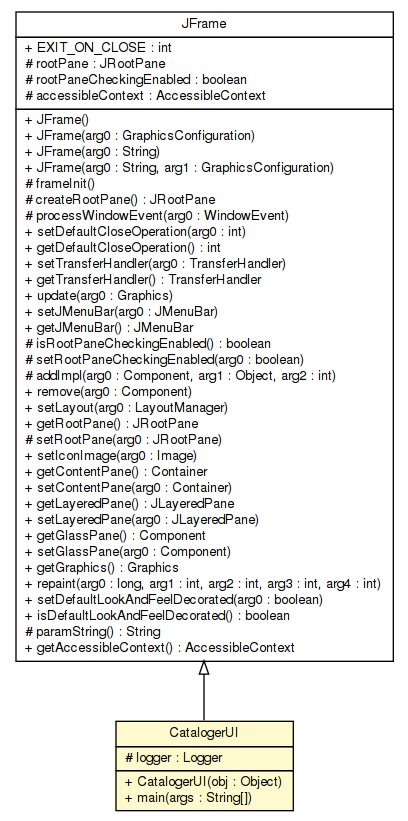 JFrame
+ EXIT_ON_CLOSE : int
# rootPane : JRootPane
# rootPaneCheckingEnabled : boolean
# accessibleContext : AccessibleContext
+ JFrame()
+ JFrame(arg0 : GraphicsConfiguration)
+ JFrame(arg0 : String)
+ JFrame(arg0 : String, arg1 : GraphicsConfiguration)
# frameInit()
# createRootPane() : JRootPane
# processWindowEvent(arg0 : WindowEvent)
+ setDefaultCloseOperation(arg0 : int)
+ getDefaultCloseOperation() : int
+ setTransferHandler(arg0 : TransferHandler)
+ getTransferHandler() : TransferHandler
+ update(arg0 : Graphics)
+ setJMenuBar(arg0 : JMenuBar)
+ getJMenuBar() : JMenuBar
# isRootPaneCheckingEnabled() : boolean
# setRootPaneCheckingEnabled(arg0 : boolean)
# addImpl(arg0 : Component, arg1 : Object, arg2 : int)
+ remove(arg0 : Component)
+ setLayout(arg0 : LayoutManager)
+ getRootPane() : JRootPane
# setRootPane(arg0 : JRootPane)
+ setIconImage(arg0 : Image)
+ getContentPane() : Container
+ setContentPane(arg0 : Container)
+ getLayeredPane() : JLayeredPane
+ setLayeredPane(arg0 : JLayeredPane)
+ getGlassPane() : Component
+ setGlassPane(arg0 : Component)
+ getGraphics() : Graphics
+ repaint(arg0 : long, arg1 : int, arg2 : int, arg3 : int, arg4 : int)
+ setDefaultLookAndFeelDecorated(arg0 : boolean)
+ isDefaultLookAndFeelDecorated() : boolean
# paramString() : String
+ getAccessibleContext() : AccessibleContext
CatalogerUI
# logger : Logger
+ CatalogerUI(obj : Object)
+ main(args : String[])